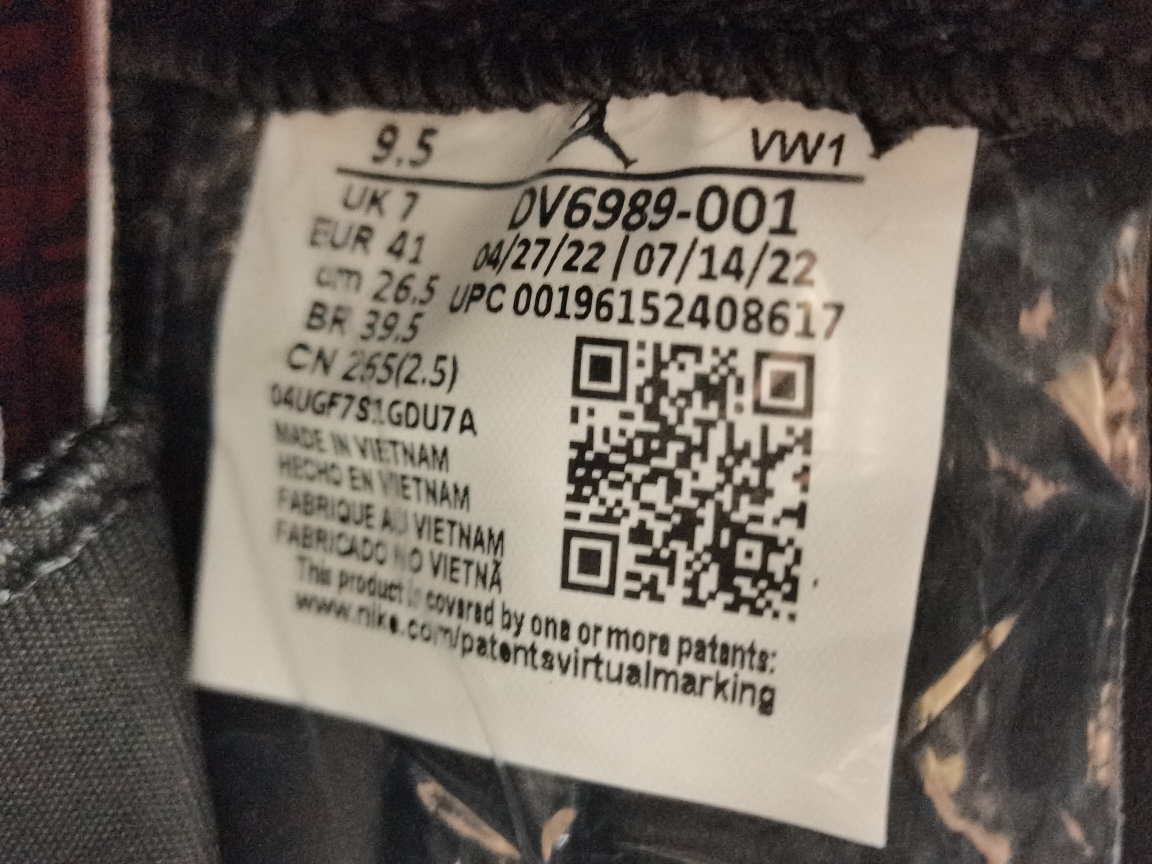 9.5 VW1
UK 7
EUR 41
cm 26.5
BR 39.5
CN 265(2.5)
04UGF7S1GDU7A
DV6989-001
04/27/22 | 07/14/22
UPC 00196152408617
MADE IN VIETNAM
HECHO EN VIETNAM
FABRIQUE AU VIETNAM
FABRICADO NO VIETNÃ
This product is covered by one or more patents:
www.nike.com/patentsvirtualmarking